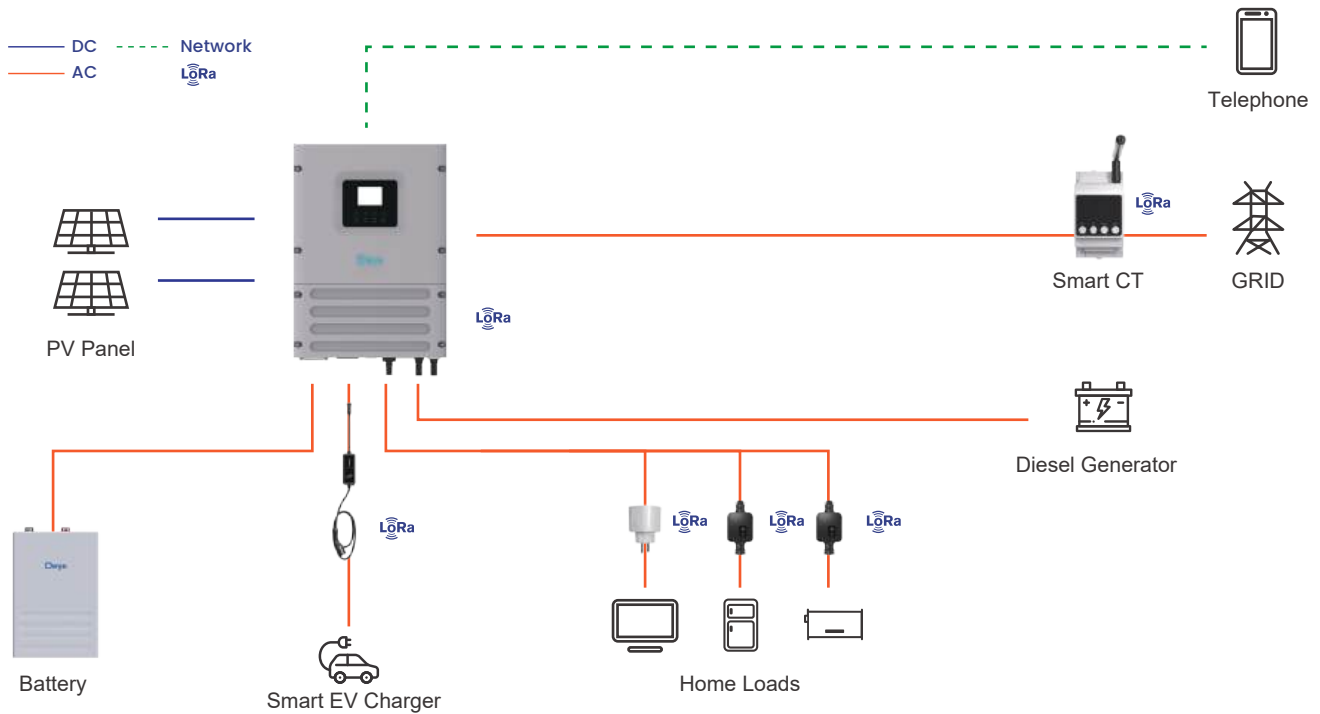 DC
Network
AC
LoRa
Telephone
LoRa
Smart CT
GRID
PV Panel
LoRa
Diesel Generator
LoRa
LoRa
LoRa
LoRa
Deye
Battery
Smart EV Charger
Home Loads